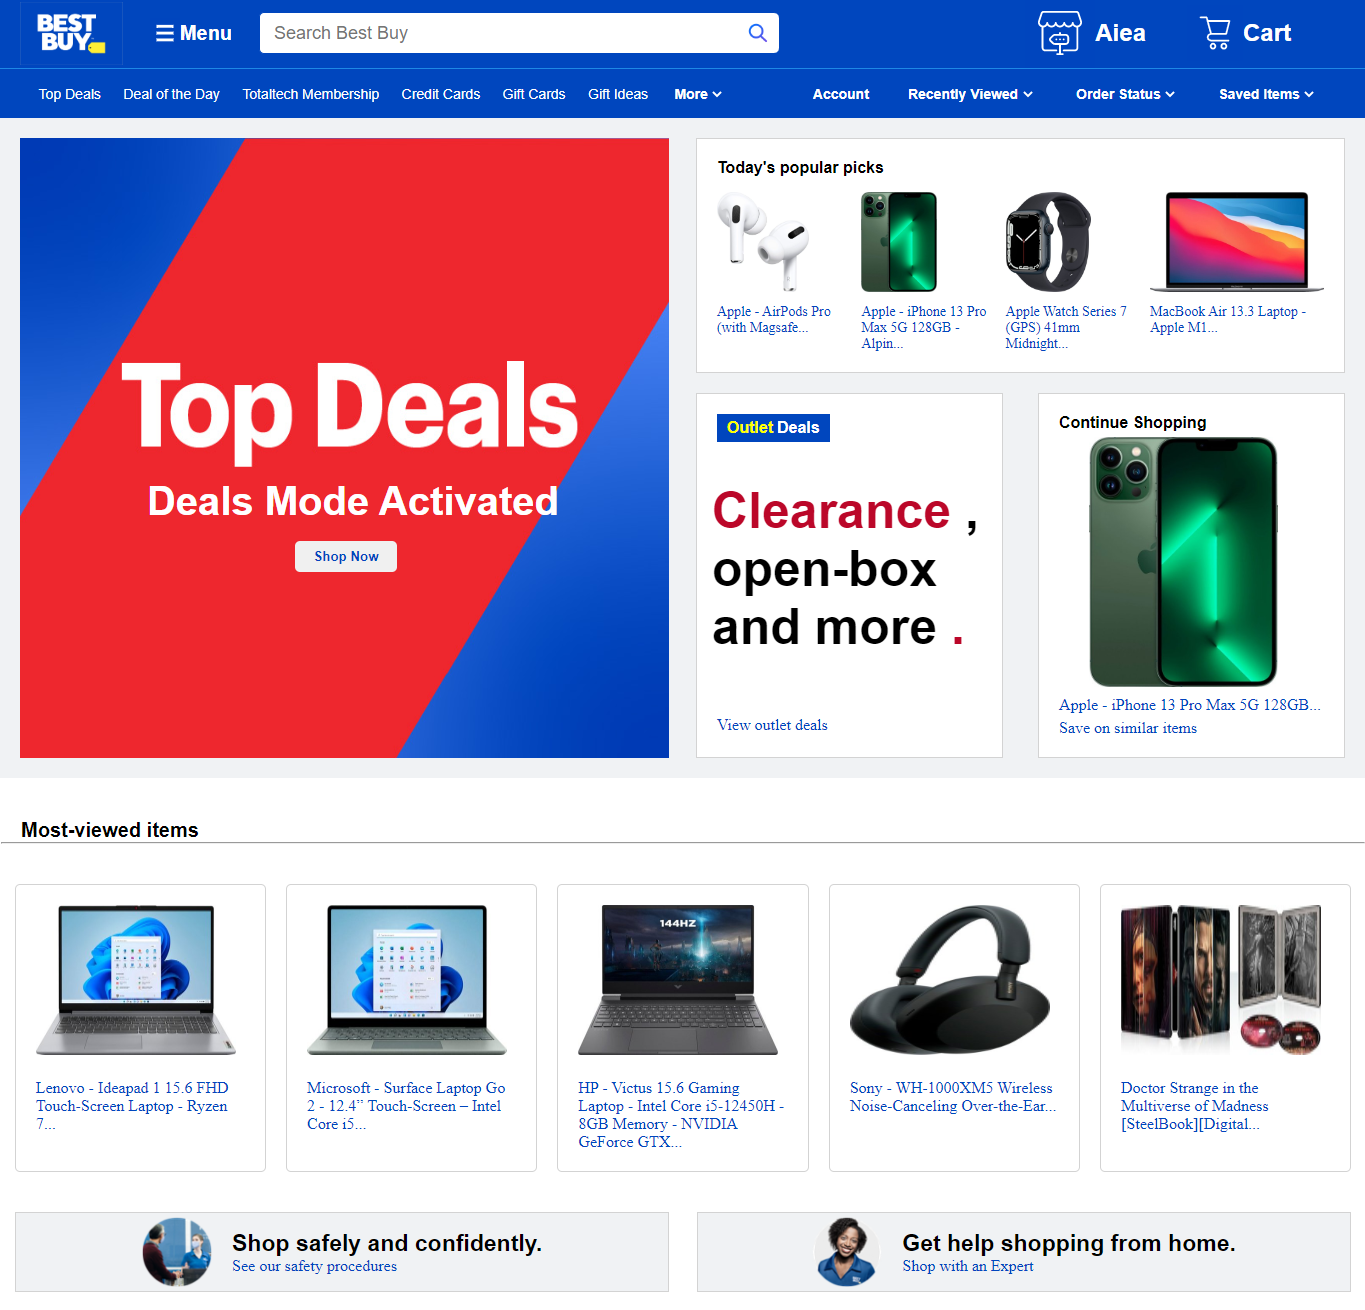 BEST
BUY
Menu
Search Best Buy
Aiea
Cart
Top Deals
Deal of the Day
Totaltech Membership
Credit Cards
Gift Cards
Gift Ideas
More
Account
Recently Viewed
Order Status
Saved Items
Top Deals
Deals Mode Activated
Shop Now
Today's popular picks
Apple - AirPods Pro
(with Magsafe...
Apple - iPhone 13 Pro
Max 5G 128GB -
Alpin...
Apple Watch Series 7
(GPS) 41mm
Midnight...
MacBook Air 13.3 Laptop -
Apple M1...
Outlet Deals
Clearance ,
open-box
and more .
View outlet deals
Continue Shopping
Apple - iPhone 13 Pro Max 5G 128GB...
Save on similar items
Most-viewed items
144HZ
Lenovo - Ideapad 1 15.6 FHD
Touch-Screen Laptop - Ryzen
7...
Microsoft - Surface Laptop Go
2 - 12.4” Touch-Screen – Intel
Core i5...
HP - Victus 15.6 Gaming
Laptop - Intel Core i5-12450H -
8GB Memory - NVIDIA
GeForce GTX...
Sony - WH-1000XM5 Wireless
Noise-Canceling Over-the-Ear...
Doctor Strange in the
Multiverse of Madness
[SteelBook][Digital...
Shop safely and confidently.
See our safety procedures
Get help shopping from home.
Shop with an Expert